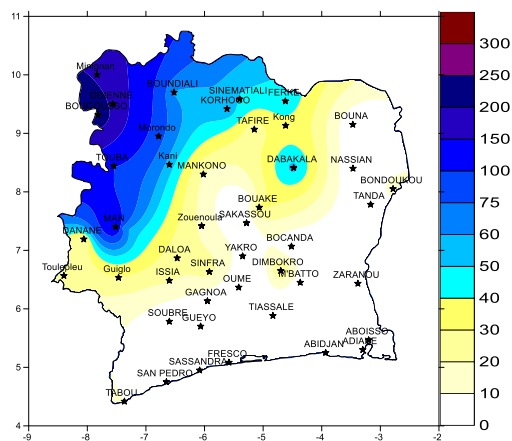 11
10
9
8
7
6
5
4
-9 -8 -7 -6 -5 -4 -3 -2
300
250
200
150
100
75
50
40
30
20
10
0
Minignan
ODIENNE
BOUNDIALI
SINEMATIALI
FERKE
KORHOGO
TAFIRE
Kong
BOUNA
Morondo
TOUBA
Kani
MANKONO
DABAKALA
NASSIAN
BONDOUKOU
TANDA
BOUAKE
SAKASSOU
Zouenoula
MAN
DANANE
BOCANDA
YAKRO
DALOA
SINFRA
DIMBOKRO
Toulepleu
Guiglo
ISSIA
OUME
ZARANOU
GAGNOA
TIASSALE
SOUBRE
GUEYO
ABOISSO
ADIAKE
ABIDJAN
FRESCO
SASSANDRA
SAN PEDRO
TABOU